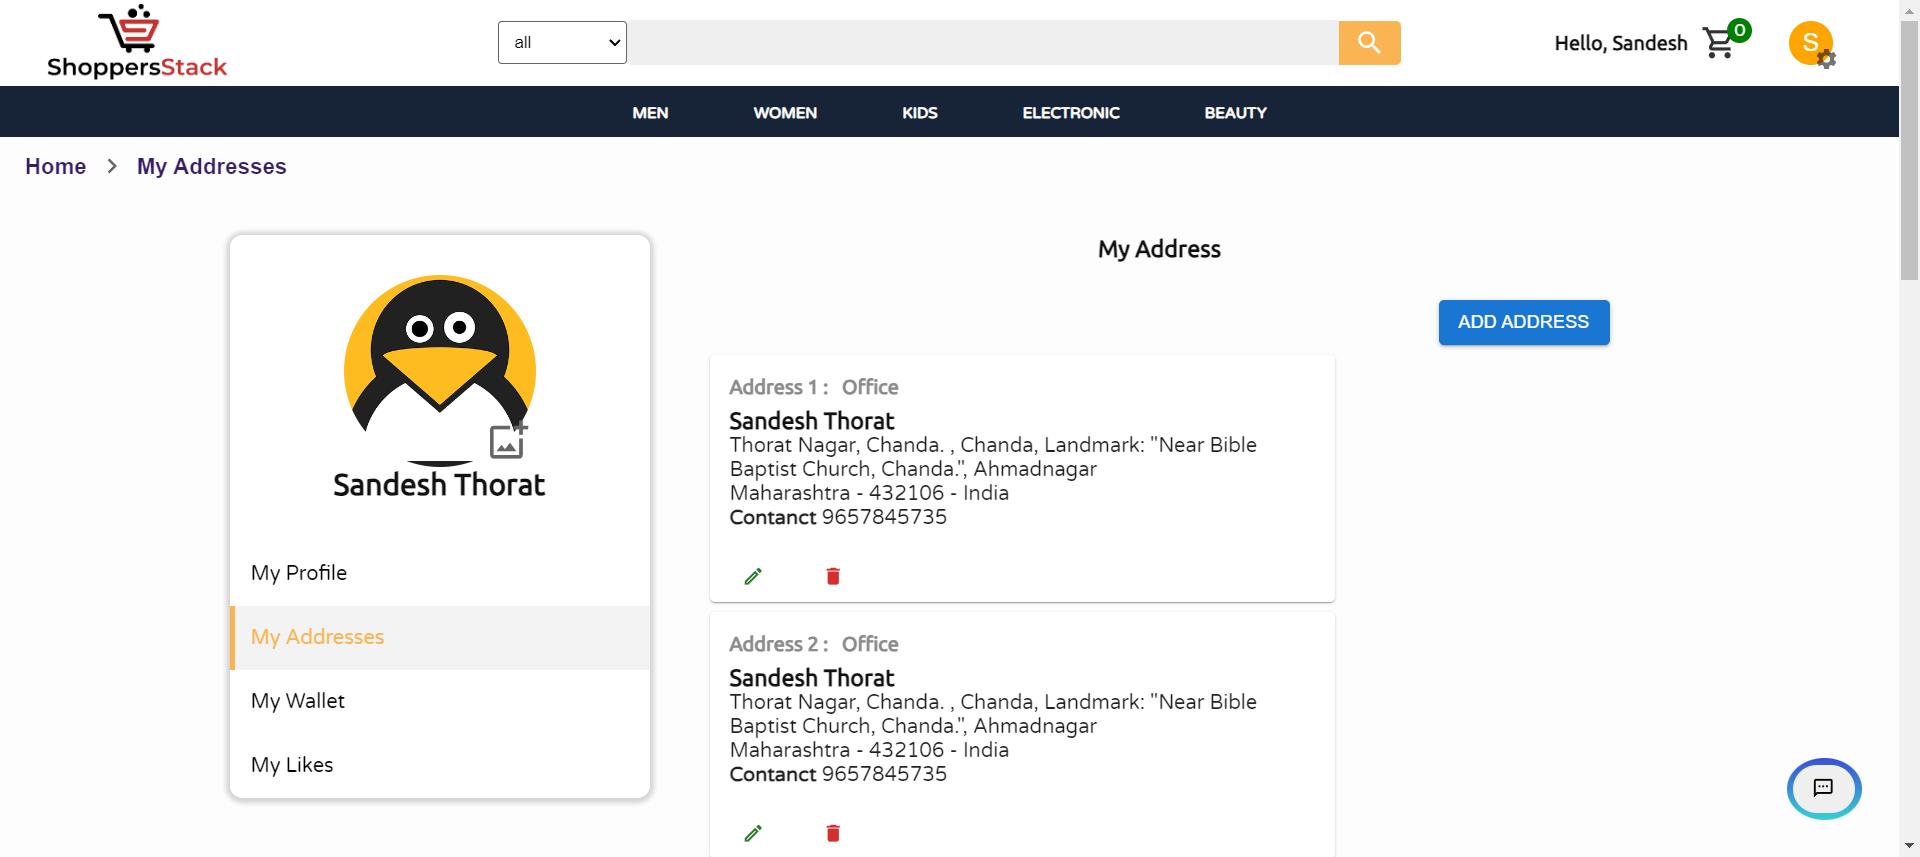 ShoppersStack
all
Hello, Sandesh
0
S
MEN WOMEN KIDS ELECTRONIC BEAUTY
Home > My Addresses
Sandesh Thorat
My Profile
My Addresses
My Wallet
My Likes
My Address
ADD ADDRESS
Address 1 : Office
Sandesh Thorat
Thorat Nagar, Chanda. , Chanda, Landmark: "Near Bible
Baptist Church, Chanda.", Ahmadnagar
Maharashtra - 432106 - India
Contanct 9657845735
Address 2 : Office
Sandesh Thorat
Thorat Nagar, Chanda. , Chanda, Landmark: "Near Bible
Baptist Church, Chanda.", Ahmadnagar
Maharashtra - 432106 - India
Contanct 9657845735